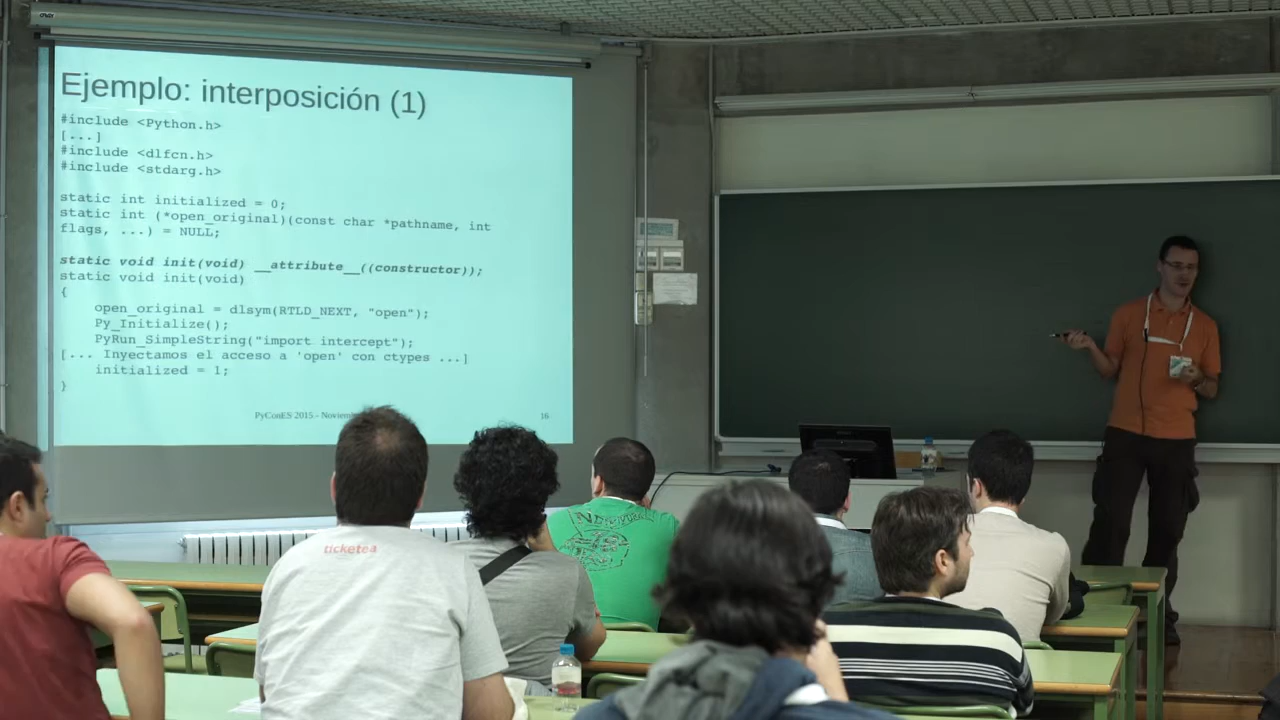 Ejemplo: interposición (1)
#include <Python.h>
[...]
#include <dlfcn.h>
#include <stdarg.h>
static int initialized = 0;
static int (*open_original)(const char *pathname, int
flags, ...) = NULL;
static void init(void) __attribute__((constructor));
static void init(void)
{
open_original = dlsym(RTLD_NEXT, "open");
Py_Initialize();
PyRun_SimpleString("import intercept");
[... Inyectamos el acceso a 'open' con ctypes ...]
initialized = 1;
}
PyConES 2015 - Noviem
16
ticketea